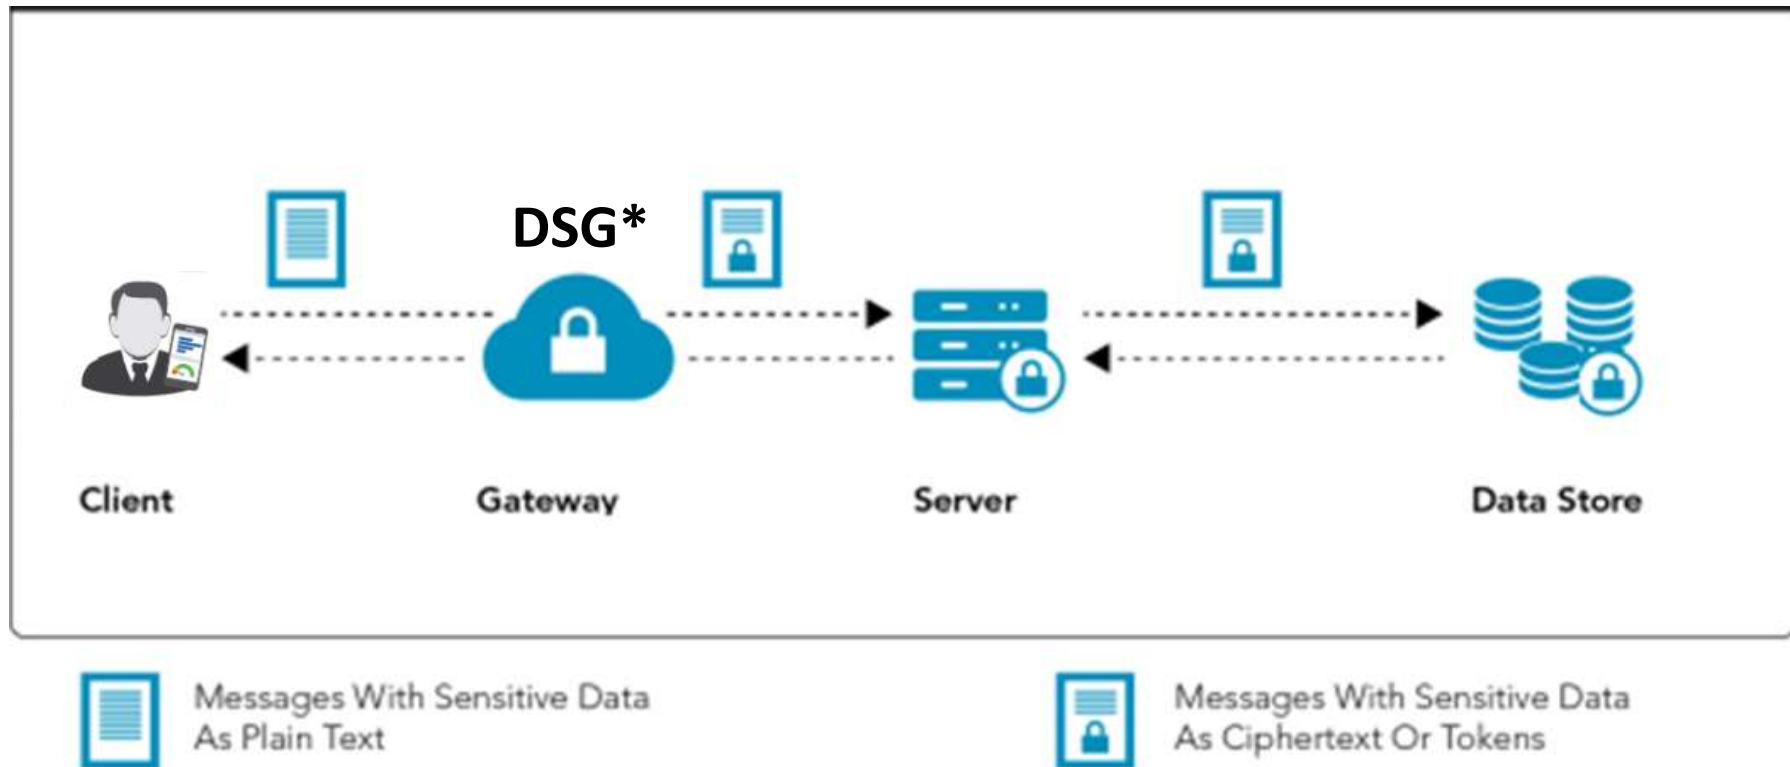 DSG*
Client
Gateway
Server
Data Store
Messages With Sensitive Data
As Plain Text
Messages With Sensitive Data
As Ciphertext Or Tokens